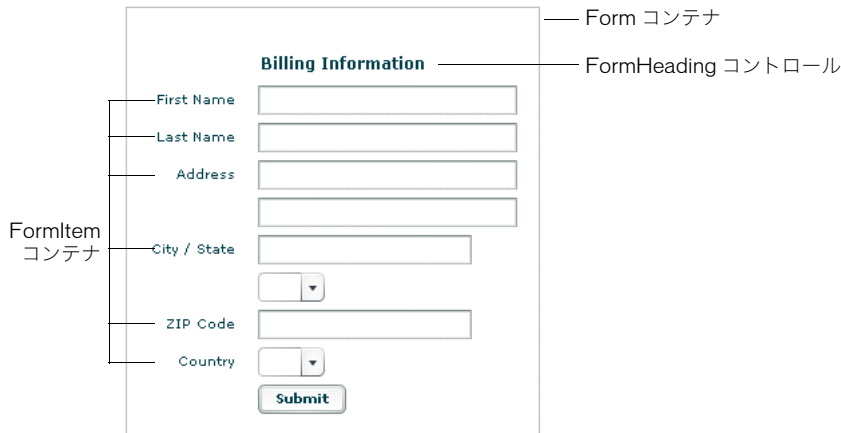 Form コンテナ
Billing Information
FormHeading コントロール
First Name
Last Name
Address
FormItem
コンテナ
City / State
ZIP Code
Country
Submit